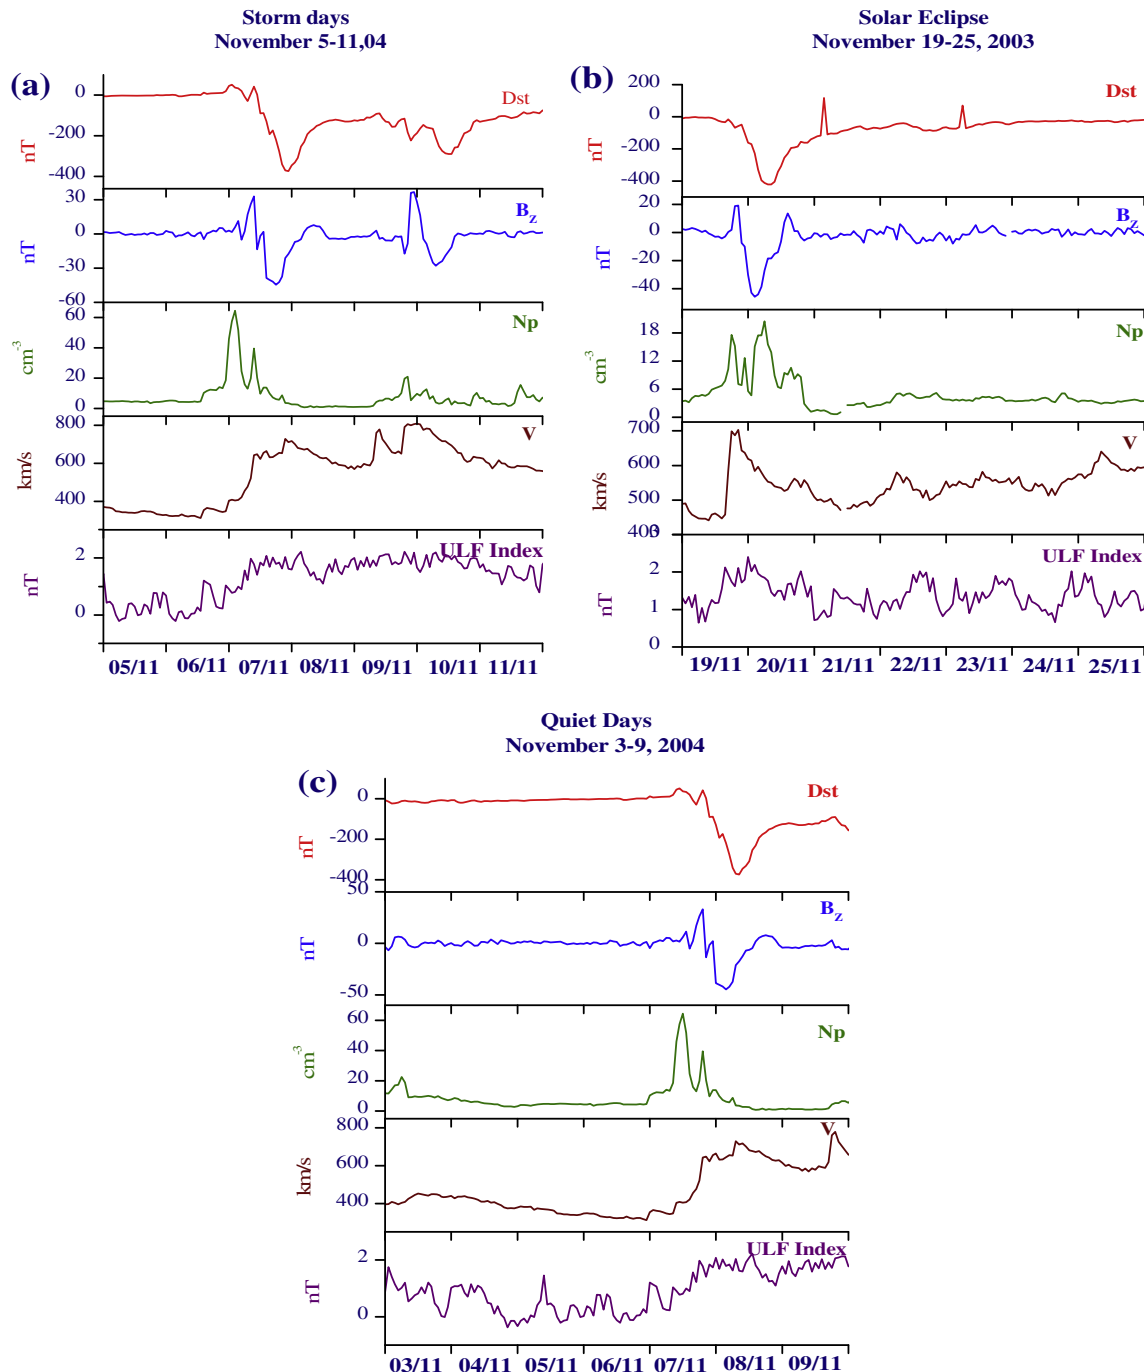 Storm days
November 5-11,04
(a)
Dst
0
-200
-400
nT
B_Z
30
0
-30
-60
nT
Np
60
40
20
0
cm^-3
V
800
600
400
km/s
ULF Index
2
0
nT
05/11 06/11 07/11 08/11 09/11 10/11 11/11
Solar Eclipse
November 19-25, 2003
(b)
Dst
200
0
-200
-400
nT
B_Z
20
0
-20
-40
nT
Np
18
12
6
0
cm^-3
V
700
600
500
400
km/s
ULF Index
3
2
1
0
nT
19/11 20/11 21/11 22/11 23/11 24/11 25/11
Quiet Days
November 3-9, 2004
(c)
Dst
0
-200
-400
nT
B_Z
50
0
-50
nT
Np
60
40
20
0
cm^-3
V
800
600
400
km/s
ULF Index
2
0
nT
03/11 04/11 05/11 06/11 07/11 08/11 09/11